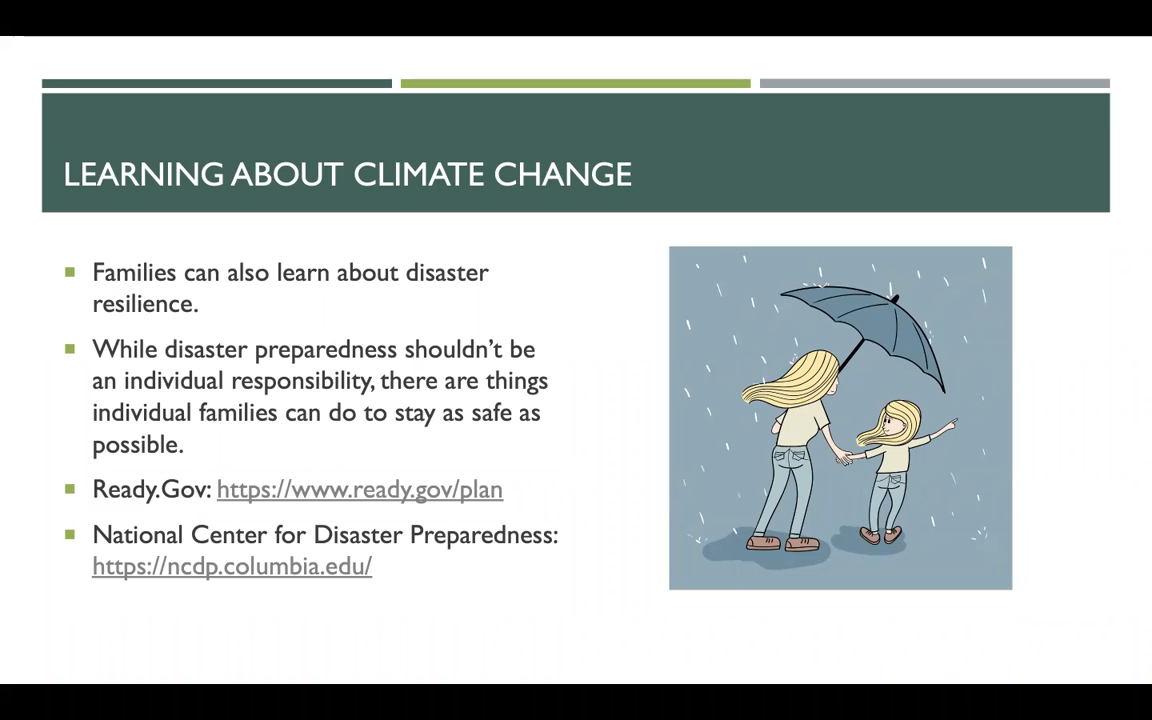 LEARNING ABOUT CLIMATE CHANGE
Families can also learn about disaster
resilience.
While disaster preparedness shouldn’t be
an individual responsibility, there are things
individual families can do to stay as safe as
possible.
Ready.Gov: https://www.ready.gov/plan
National Center for Disaster Preparedness:
https://ncdp.columbia.edu/